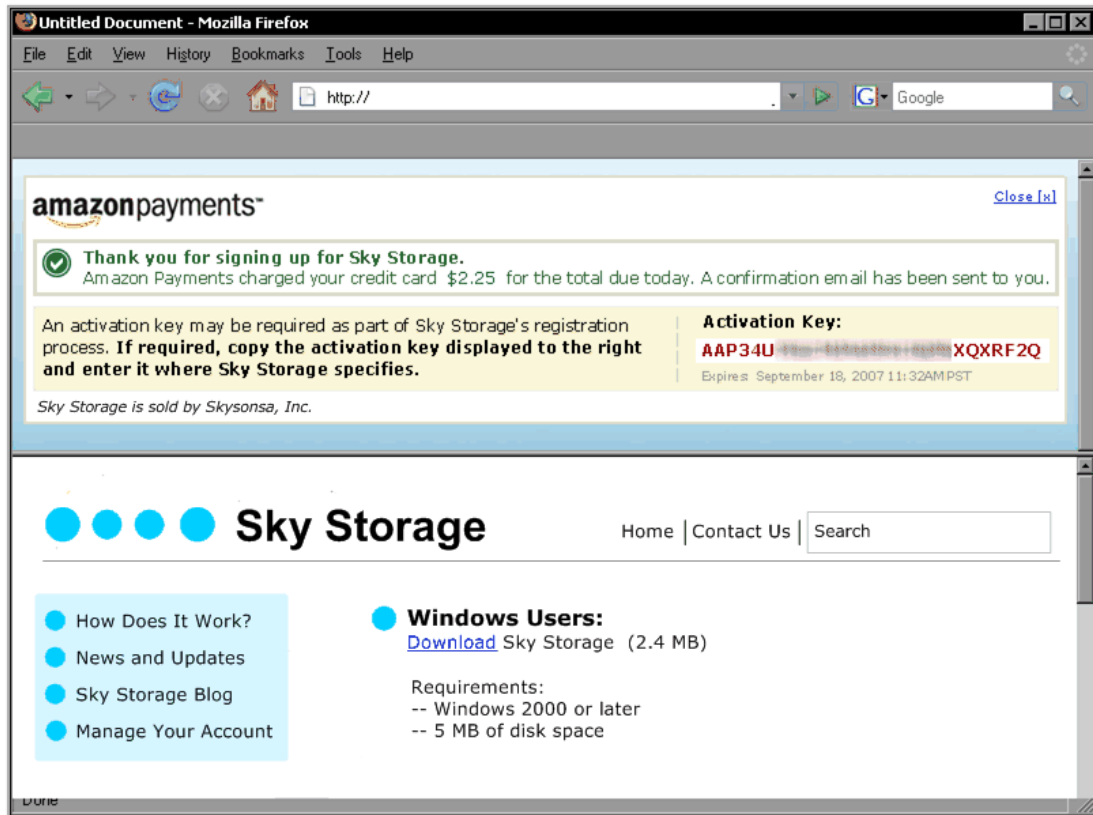 Untitled Document - Mozilla Firefox
File Edit View History Bookmarks Tools Help
http:// Google
amazonpayments™ Close [x]
Thank you for signing up for Sky Storage.
Amazon Payments charged your credit card $2.25 for the total due today. A confirmation email has been sent to you.
An activation key may be required as part of Sky Storage's registration
process. If required, copy the activation key displayed to the right
and enter it where Sky Storage specifies.
Activation Key:
AAP34U XQXRF2Q
Expires: September 18, 2007 11:32AM PST
Sky Storage is sold by Skysonsa, Inc.
Sky Storage
Home | Contact Us | Search
How Does It Work?
News and Updates
Sky Storage Blog
Manage Your Account
Windows Users:
Download Sky Storage (2.4 MB)
Requirements:
-- Windows 2000 or later
-- 5 MB of disk space
Done